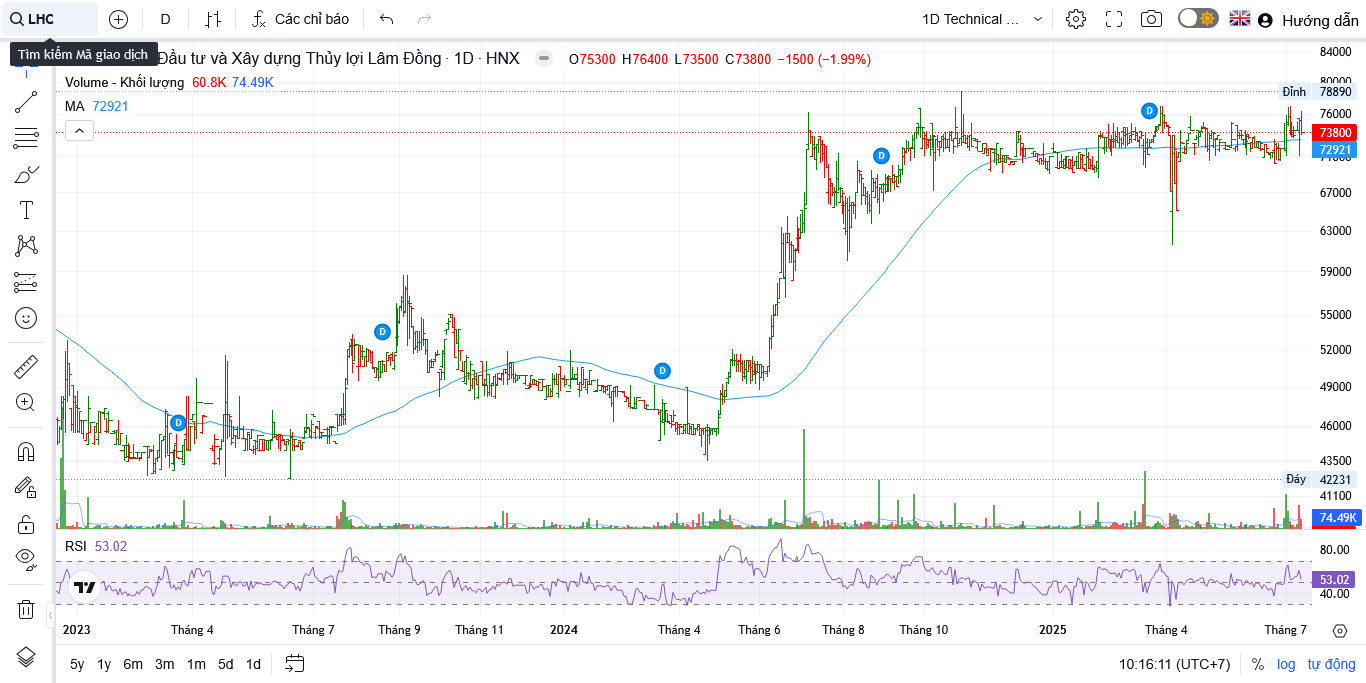 LHC D Các chỉ báo 1D Technical ... Hướng dẫn
Tìm kiếm Mã giao dịch
Đầu tư và Xây dựng Thủy lợi Lâm Đồng · 1D · HNX O75300 H76400 L73500 C73800 −1500 (−1.99%)
Volume - Khối lượng 60.8K 74.49K
MA 72921
84000
80000
Đỉnh 78890
76000
73800
72921
71000
67000
63000
59000
55000
52000
49000
46000
43500
Đáy 42231
41100
74.49K
D
D
D
D
D
RSI 53.02
80.00
53.02
40.00
2023 Tháng 4 Tháng 7 Tháng 9 Tháng 11 2024 Tháng 4 Tháng 6 Tháng 8 Tháng 10 2025 Tháng 4 Tháng 7
5y 1y 6m 3m 1m 5d 1d 10:16:11 (UTC+7) % log tự động